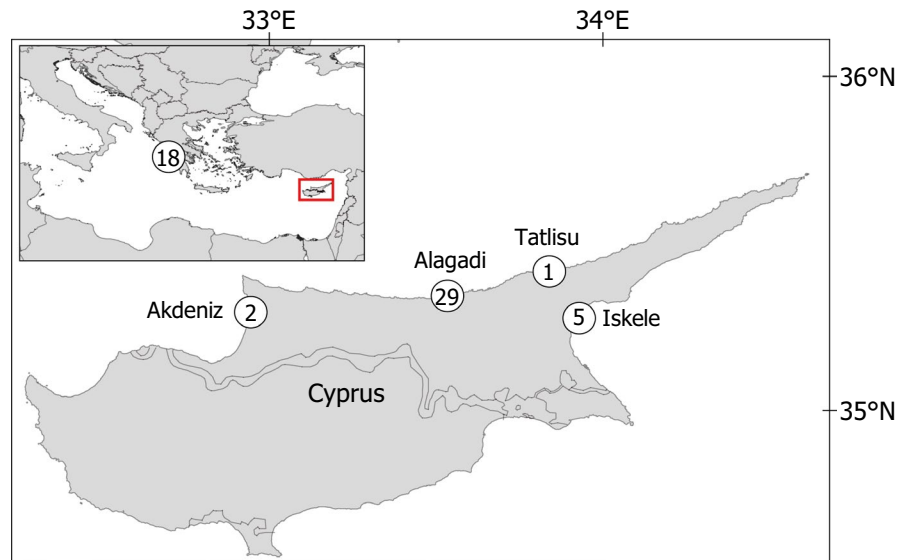 33°E 34°E
36°N
18
Tatlisu
1
Alagadi
29
Akdeniz 2
5 Iskele
Cyprus
35°N